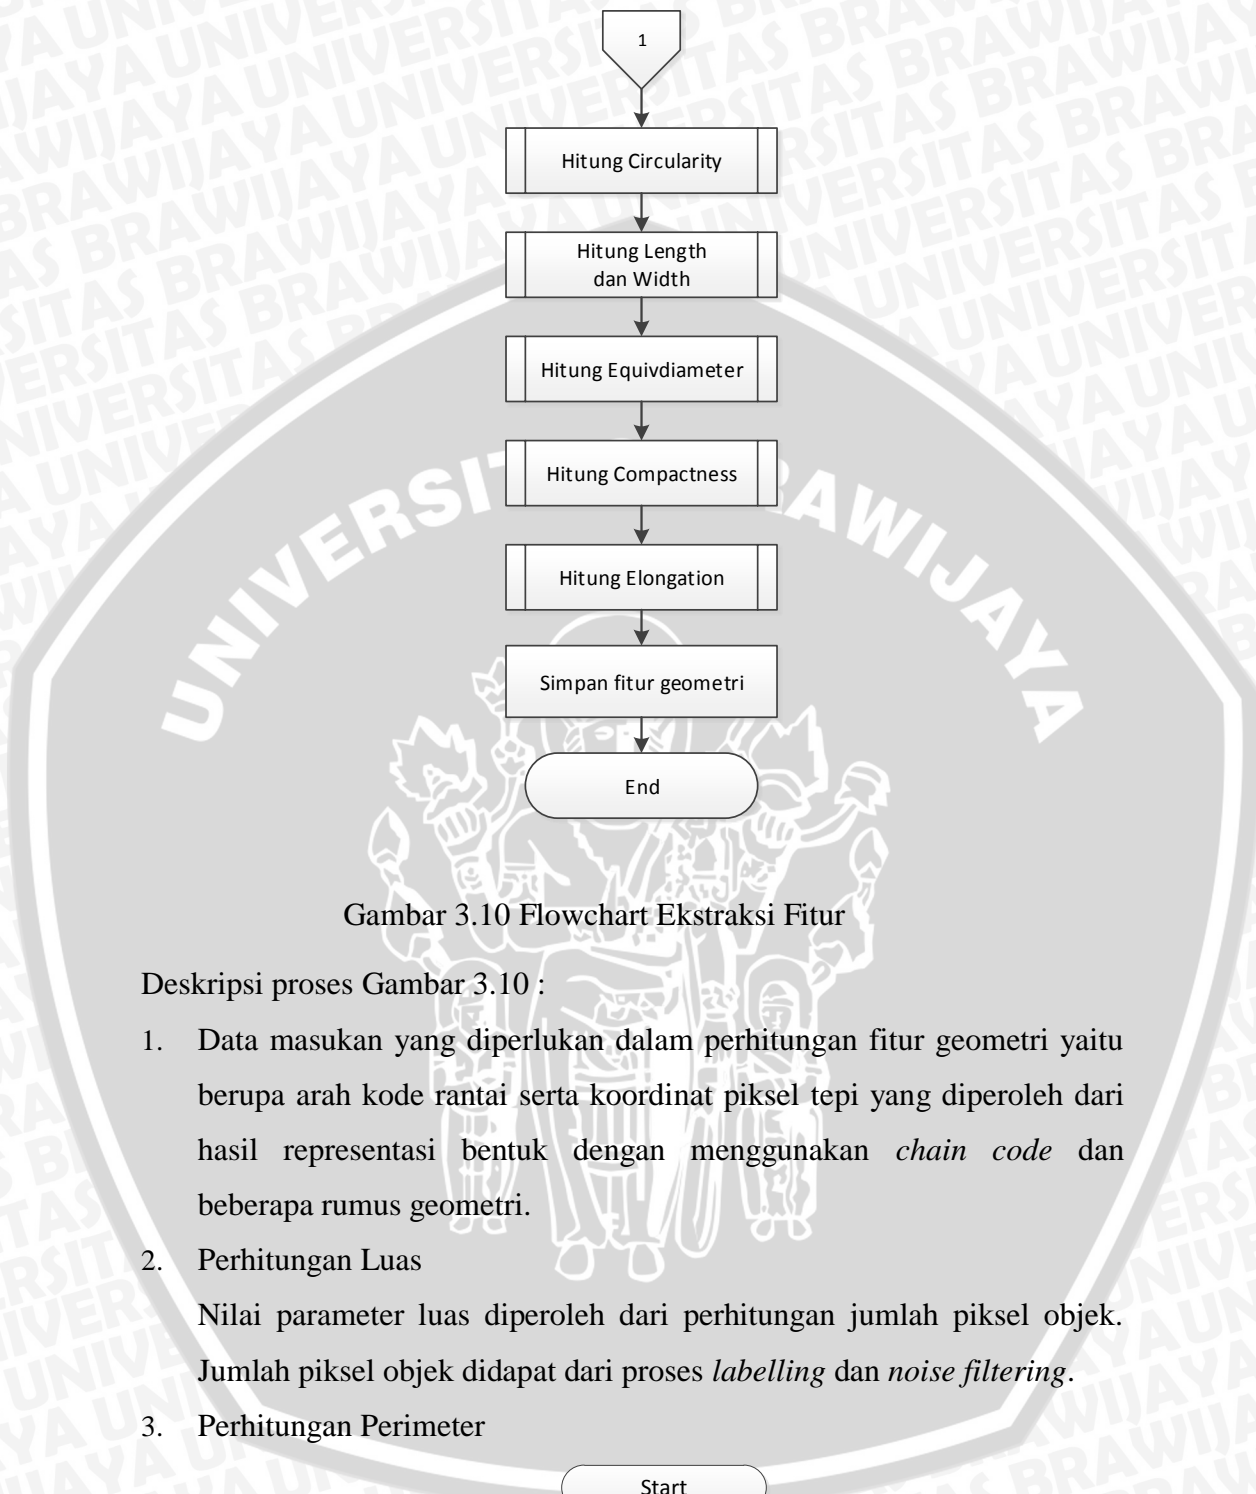 1
Hitung Circularity
Hitung Length
dan Width
Hitung Equivdiameter
Hitung Compactness
Hitung Elongation
Simpan fitur geometri
End
Gambar 3.10 Flowchart Ekstraksi Fitur
Deskripsi proses Gambar 3.10 :
1. Data masukan yang diperlukan dalam perhitungan fitur geometri yaitu
berupa arah kode rantai serta koordinat piksel tepi yang diperoleh dari
hasil representasi bentuk dengan menggunakan chain code dan
beberapa rumus geometri.
2. Perhitungan Luas
Nilai parameter luas diperoleh dari perhitungan jumlah piksel objek.
Jumlah piksel objek didapat dari proses labelling dan noise filtering.
3. Perhitungan Perimeter
Start